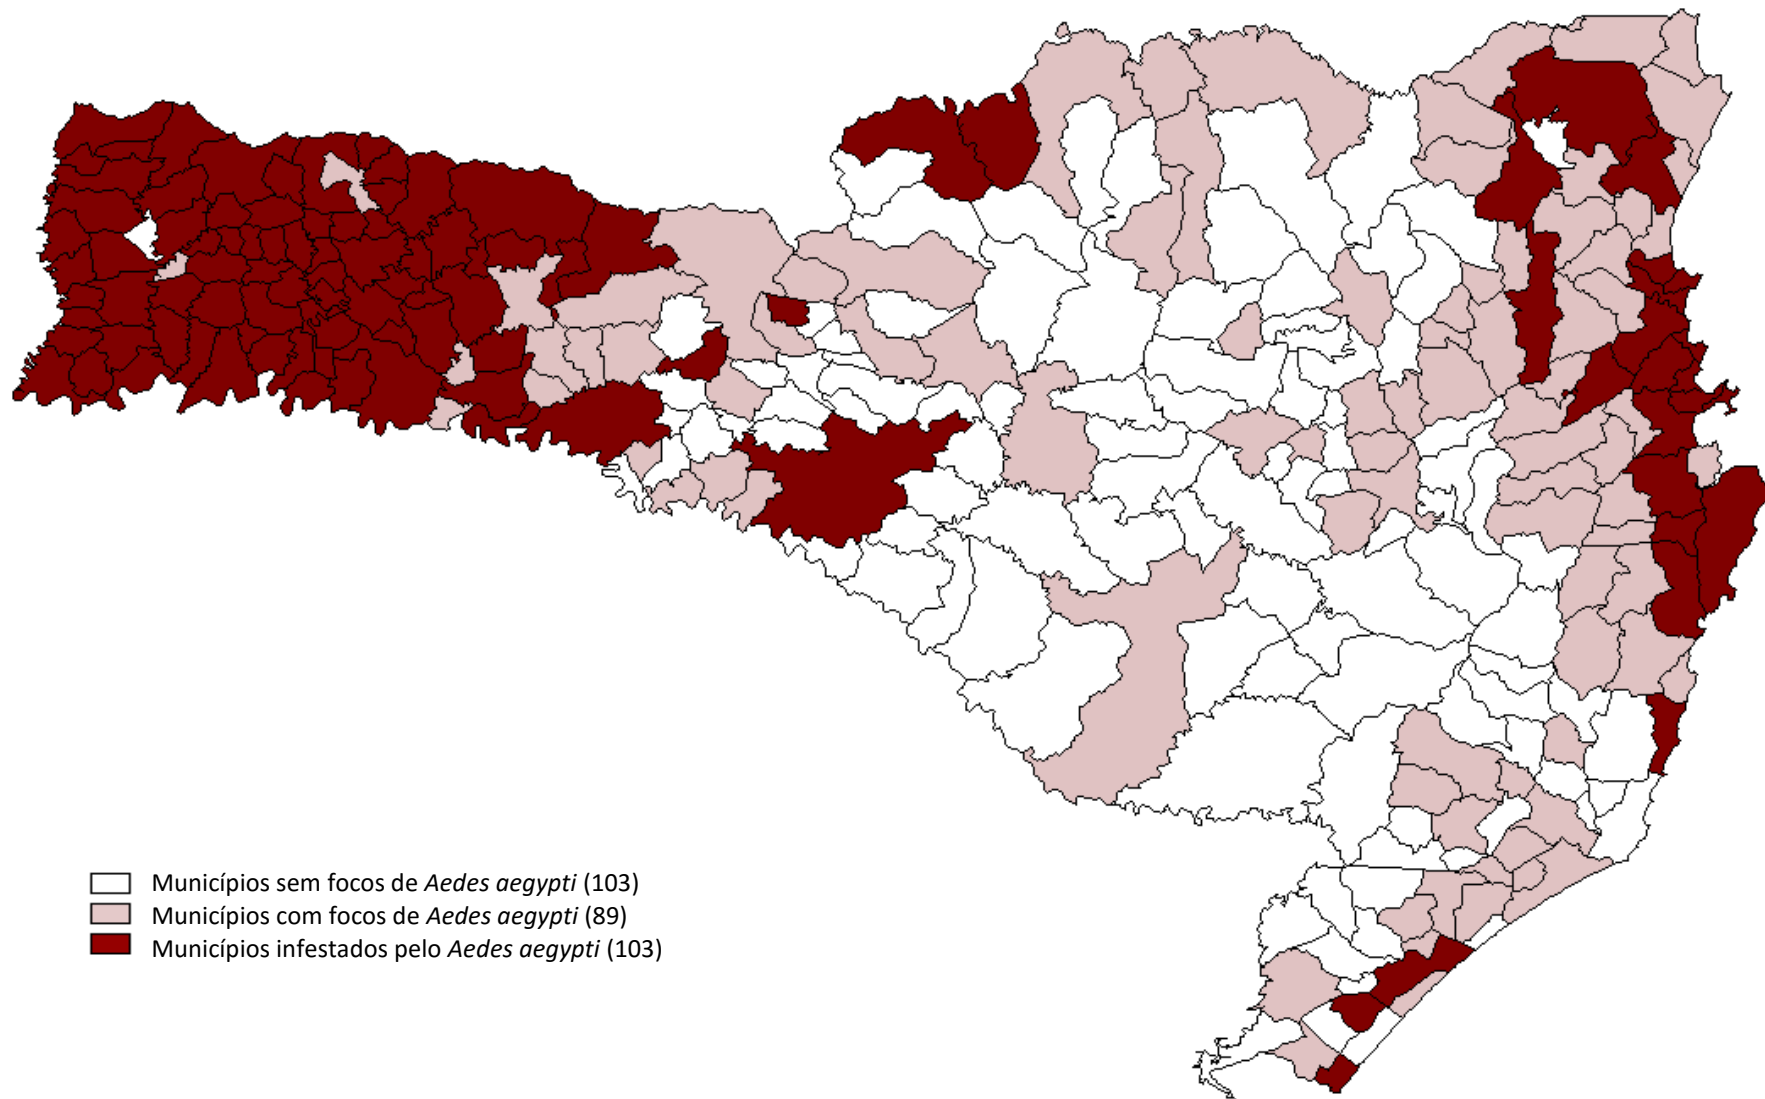 Municípios sem focos de Aedes aegypti (103)
Municípios com focos de Aedes aegypti (89)
Municípios infestados pelo Aedes aegypti (103)